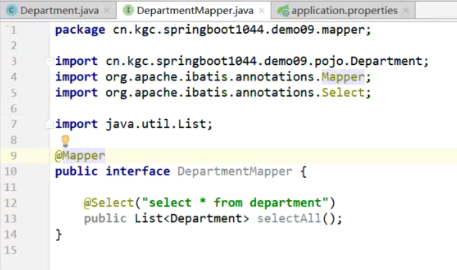 Department.java × DepartmentMapper.java × application.properties ×
1 package cn.kgc.springboot1044.demo09.mapper;
2
3 import cn.kgc.springboot1044.demo09.pojo.Department;
4 import org.apache.ibatis.annotations.Mapper;
5 import org.apache.ibatis.annotations.Select;
6
7 import java.util.List;
8
9 @Mapper
10 public interface DepartmentMapper {
11
12 @Select("select * from department")
13 public List<Department> selectAll();
14 }
15